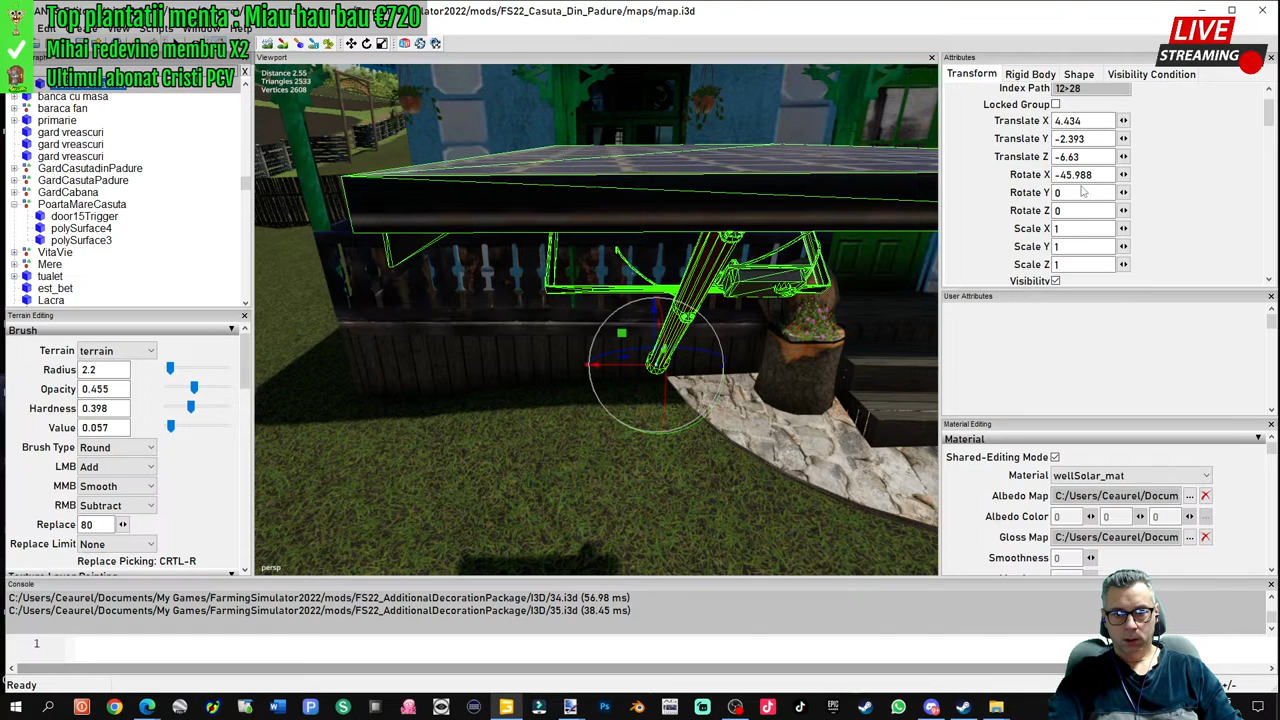 Top plantatii menta : Miau hau bau €720
Mihai redevine membru X2
Ultimul abonat Cristi PCV
ulator2022/mods/FS22_Casuta_Din_Padure/maps/map.i3d
LIVE
STREAMING
Viewport
Distance 2.55
Triangles 2533
Vertices 2608
persp
banca cu masa
baraca fan
primarie
gard vreascuri
gard vreascuri
gard vreascuri
GardCasutadinPadure
GardCasutaPadure
GardCabana
PoartaMareCasuta
door15Trigger
polySurface4
polySurface3
VitaVie
Mere
tualet
est_bet
Lacra
Terrain Editing
Brush
Terrain terrain
Radius 2.2
Opacity 0.455
Hardness 0.398
Value 0.057
Brush Type Round
LMB Add
MMB Smooth
RMB Subtract
Replace 80
Replace Limit None
Replace Picking: CRTL-R
Attributes
Transform Rigid Body Shape Visibility Condition
Index Path 12>28
Locked Group
Translate X 4.434
Translate Y -2.393
Translate Z -6.63
Rotate X -45.988
Rotate Y 0
Rotate Z 0
Scale X 1
Scale Y 1
Scale Z 1
Visibility
User Attributes
Material Editing
Material
Shared-Editing Mode
Material wellSolar_mat
Albedo Map C:/Users/Ceaurel/Docum ...
Albedo Color 0 0 0
Gloss Map C:/Users/Ceaurel/Docum ...
Smoothness 0
Console
C:/Users/Ceaurel/Documents/My Games/FarmingSimulator2022/mods/FS22_AdditionalDecorationPackage/I3D/34.i3d (56.98 ms)
C:/Users/Ceaurel/Documents/My Games/FarmingSimulator2022/mods/FS22_AdditionalDecorationPackage/I3D/35.i3d (38.45 ms)
1
Ready
+/-